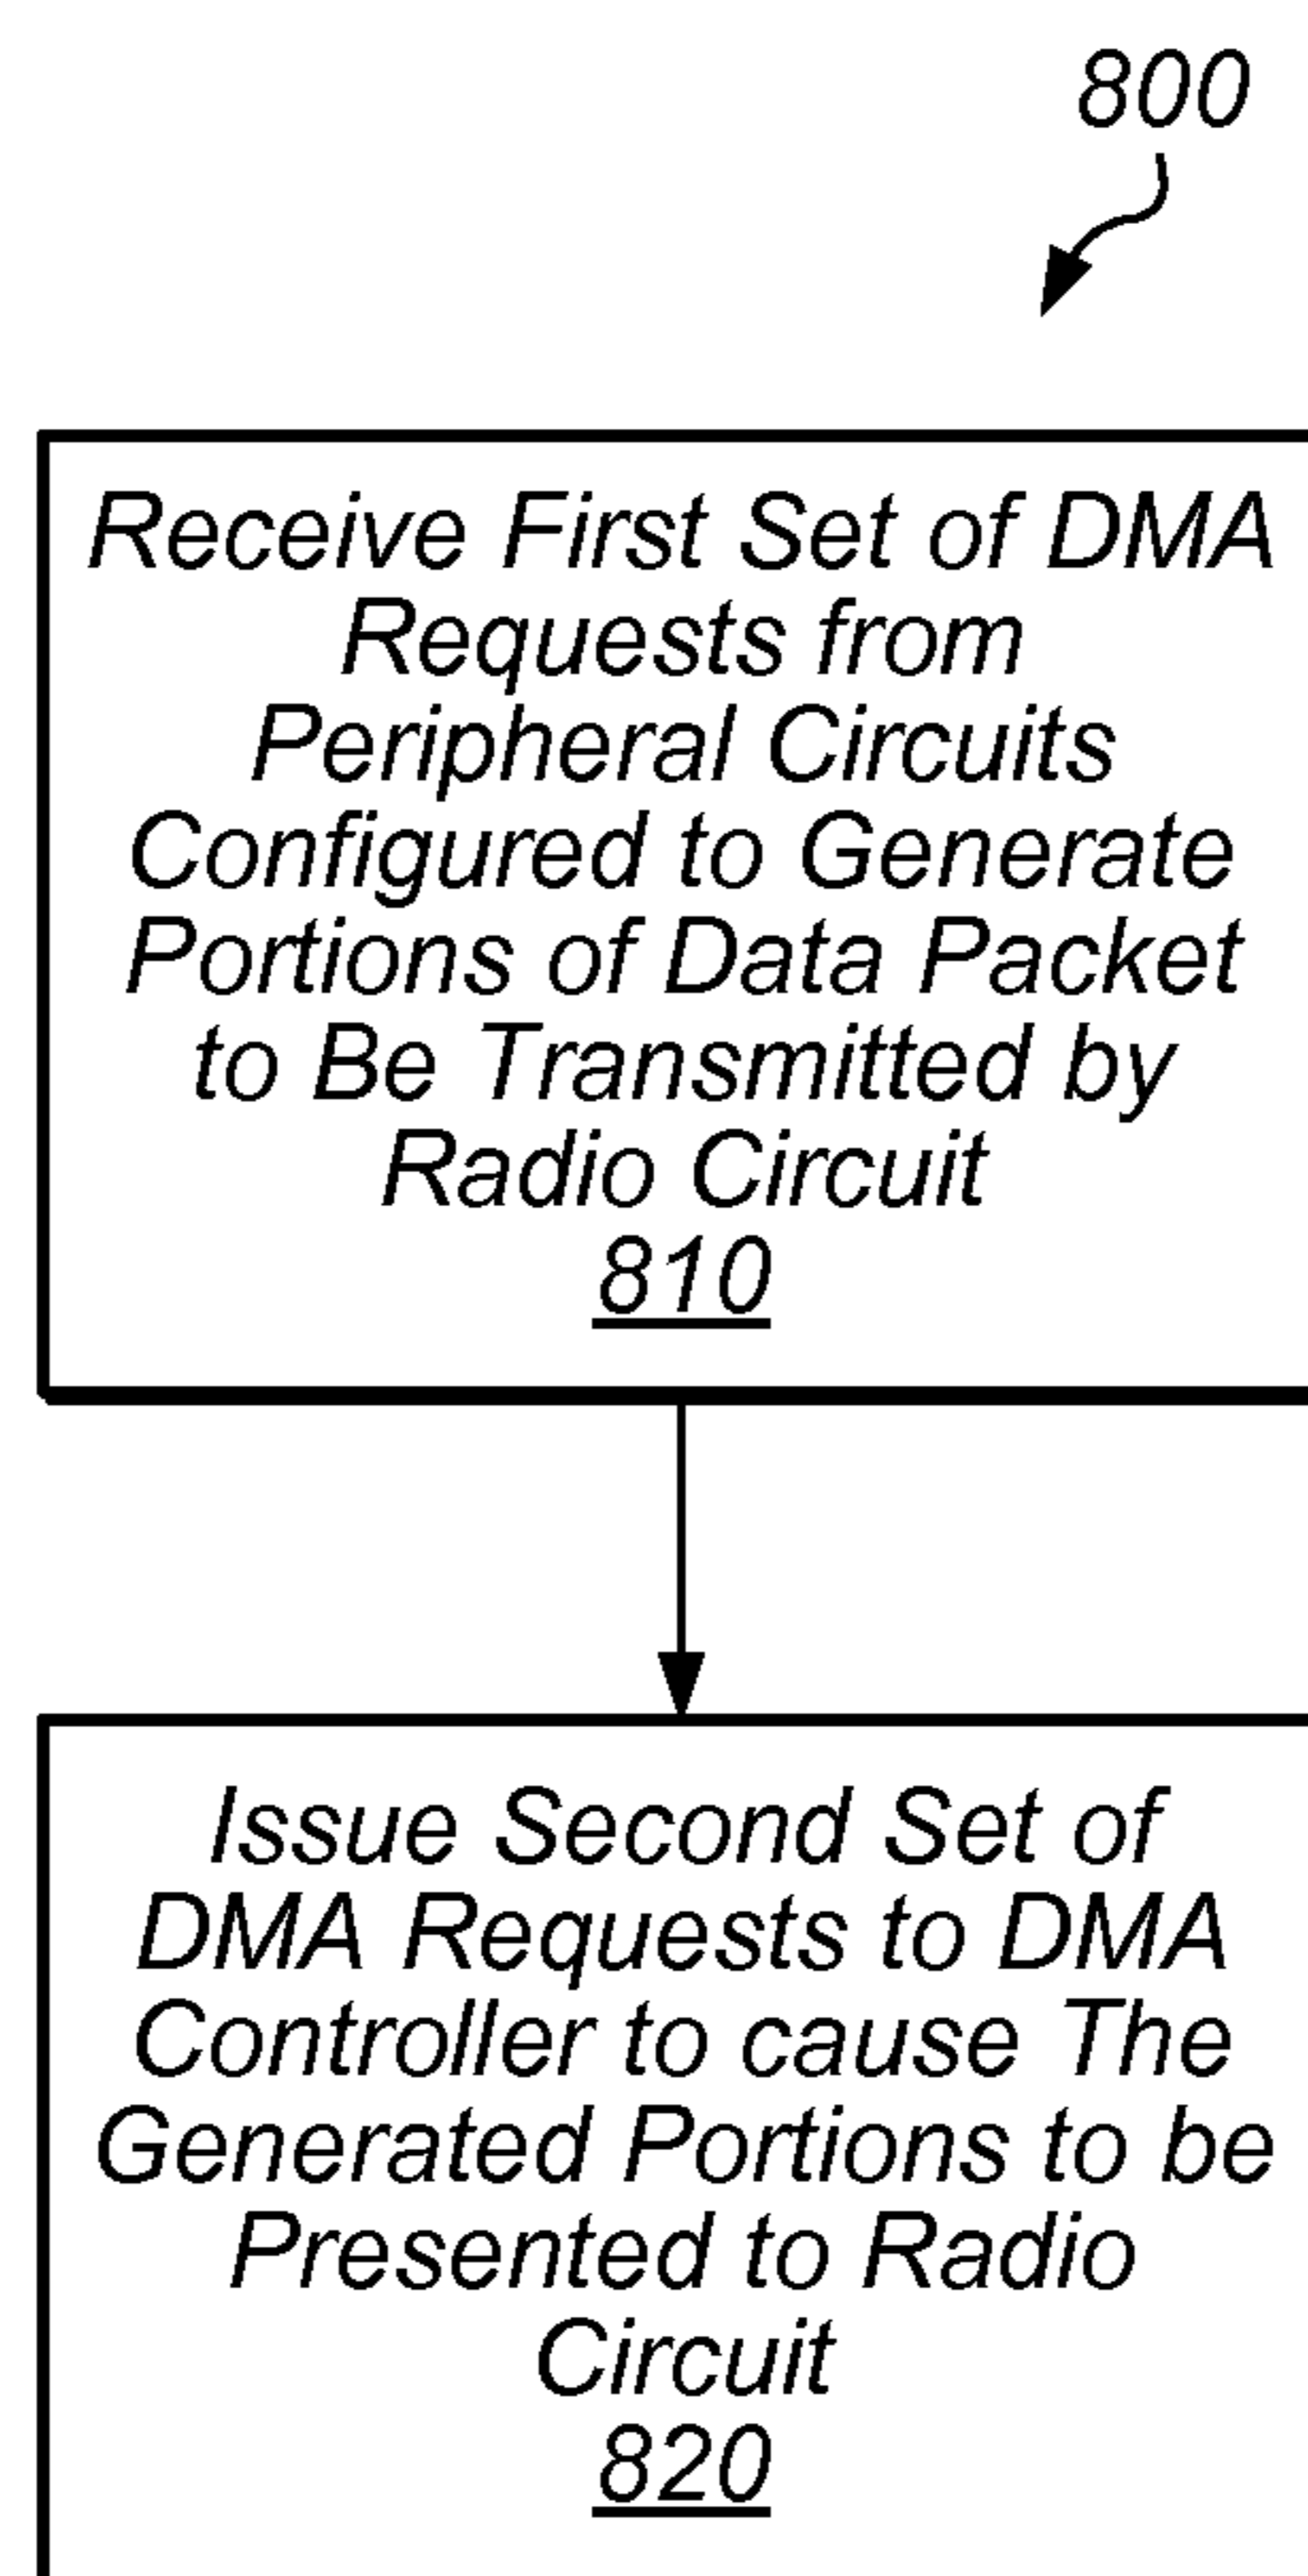 800
Receive First Set of DMA
Requests from
Peripheral Circuits
Configured to Generate
Portions of Data Packet
to Be Transmitted by
Radio Circuit
810
Issue Second Set of
DMA Requests to DMA
Controller to cause The
Generated Portions to be
Presented to Radio
Circuit
820